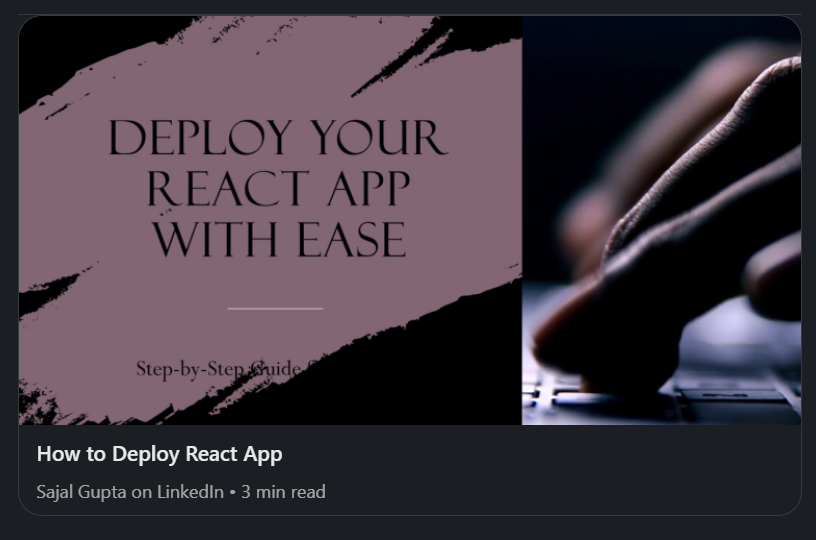 DEPLOY YOUR
REACT APP
WITH EASE
Step-by-Step Guide
How to Deploy React App
Sajal Gupta on LinkedIn • 3 min read